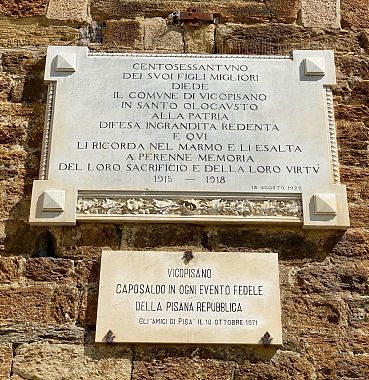 CENTOSESSANTVNO
DEI SVOI FIGLI MIGLIORI
DIEDE
IL COMVNE DI VICOPISANO
IN SANTO OLOCAVSTO
ALLA PATRIA
DIFESA INGRANDITA REDENTA
E QVI
LI RICORDA NEL MARMO E LI ESALTA
A PERENNE MEMORIA
DEL LORO SACRIFICIO E DELLA LORO VIRTV
1915 - 1918
15 AGOSTO 1922
VICOPISANO
CAPOSALDO IN OGNI EVENTO FEDELE
DELLA PISANA REPUBBLICA
GLI "AMICI DI PISA" IL 10 OTTOBRE 1971